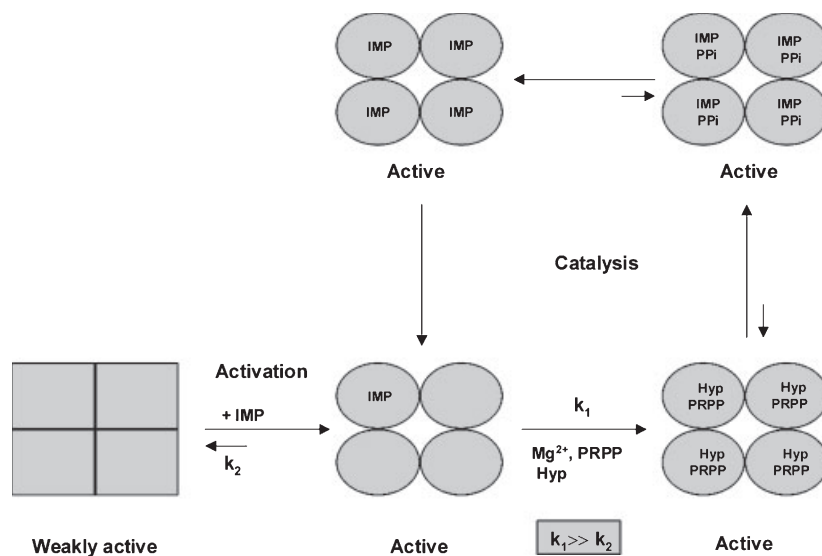 IMP IMP
IMP IMP
Active
IMP PPi IMP PPi
IMP PPi IMP PPi
Active
Catalysis
Activation
+ IMP
k₂
Weakly active
IMP
Active
k₁
Mg²⁺, PRPP
Hyp
k₁>> k₂
Hyp PRPP Hyp PRPP
Hyp PRPP Hyp PRPP
Active